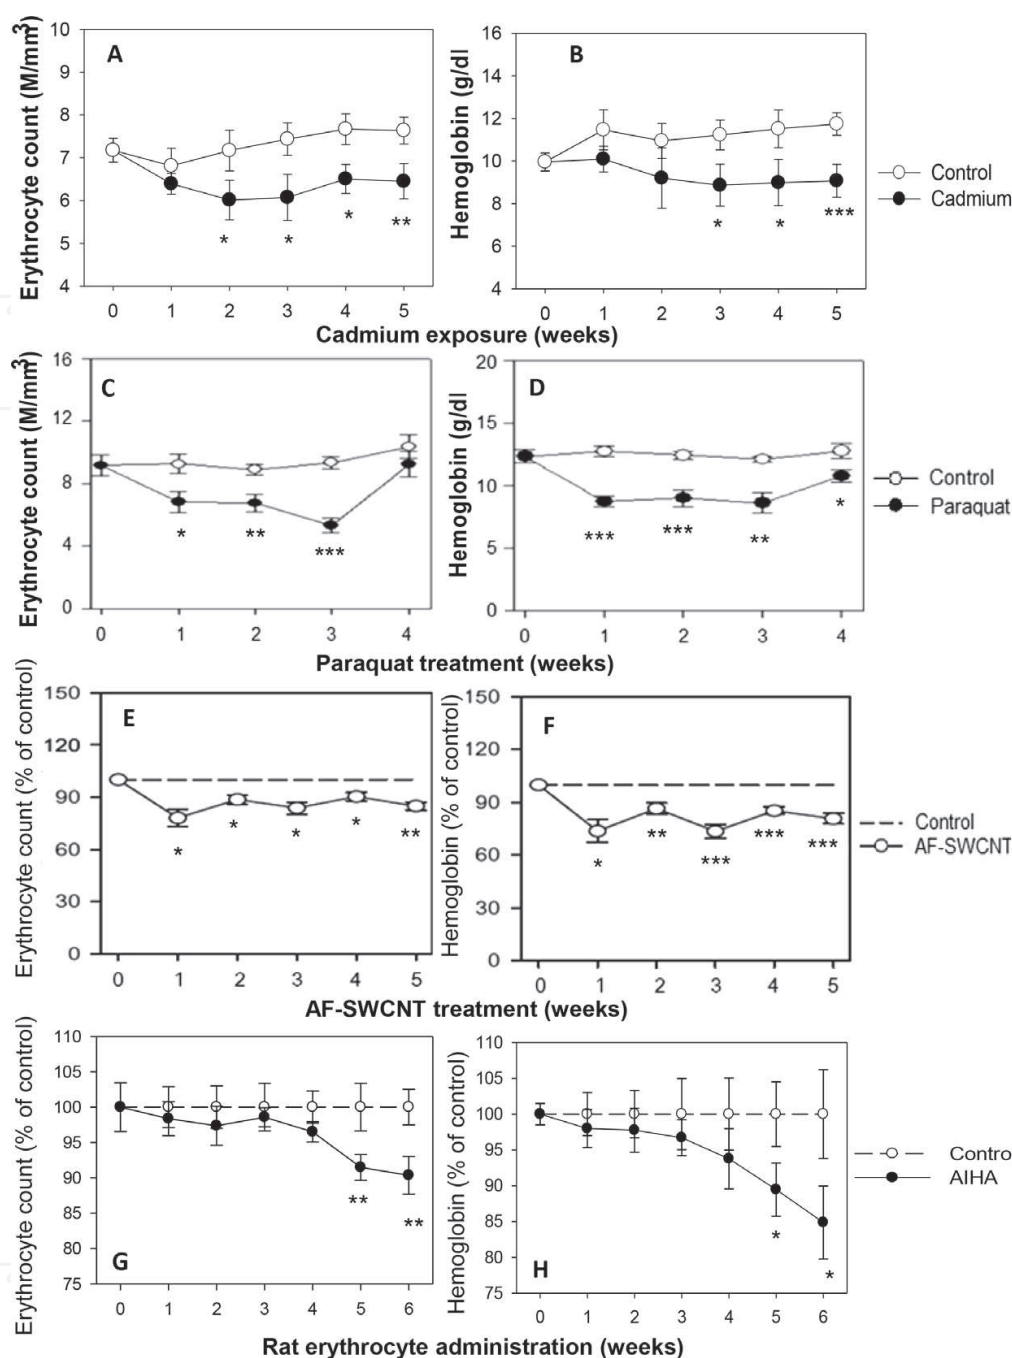 Erythrocyte count (M/mm³)
10
9
8
7
6
5
4
A
*
*
*
**
0 1 2 3 4 5
Hemoglobin (g/dl)
16
14
12
10
8
6
4
B
*
*
***
0 1 2 3 4 5
Control
Cadmium
Cadmium exposure (weeks)
Erythrocyte count (M/mm³)
16
12
8
4
0
C
*
**
***
0 1 2 3 4
Hemoglobin (g/dl)
20
15
10
5
0
D
***
***
**
*
0 1 2 3 4
Control
Paraquat
Paraquat treatment (weeks)
Erythrocyte count (% of control)
150
120
90
60
30
0
E
*
*
*
*
**
0 1 2 3 4 5
Hemoglobin (% of control)
150
120
90
60
30
0
F
*
**
***
***
***
0 1 2 3 4 5
Control
AF-SWCNT
AF-SWCNT treatment (weeks)
Erythrocyte count (% of control)
110
105
100
95
90
85
80
75
G
**
**
0 1 2 3 4 5 6
Hemoglobin (% of control)
110
105
100
95
90
85
80
75
H
*
*
0 1 2 3 4 5 6
Contro
AIHA
Rat erythrocyte administration (weeks)